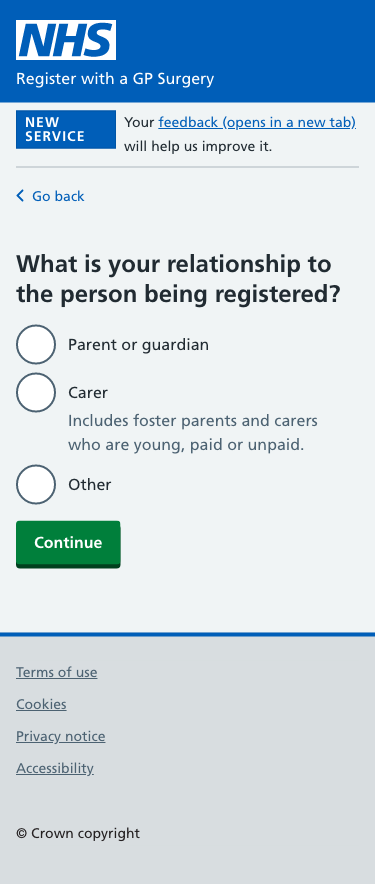 NHS
Register with a GP Surgery
NEW
SERVICE
Your feedback (opens in a new tab)
will help us improve it.
Go back
What is your relationship to
the person being registered?
Parent or guardian
Carer
Includes foster parents and carers
who are young, paid or unpaid.
Other
Continue
Terms of use
Cookies
Privacy notice
Accessibility
© Crown copyright